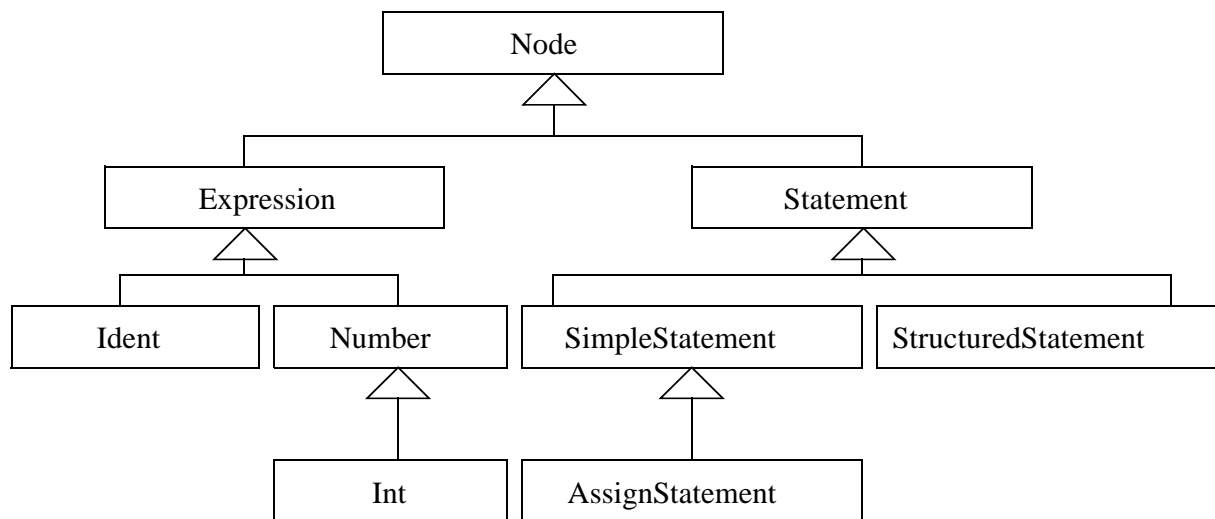 Node
Expression
Statement
Ident
Number
SimpleStatement
StructuredStatement
Int
AssignStatement